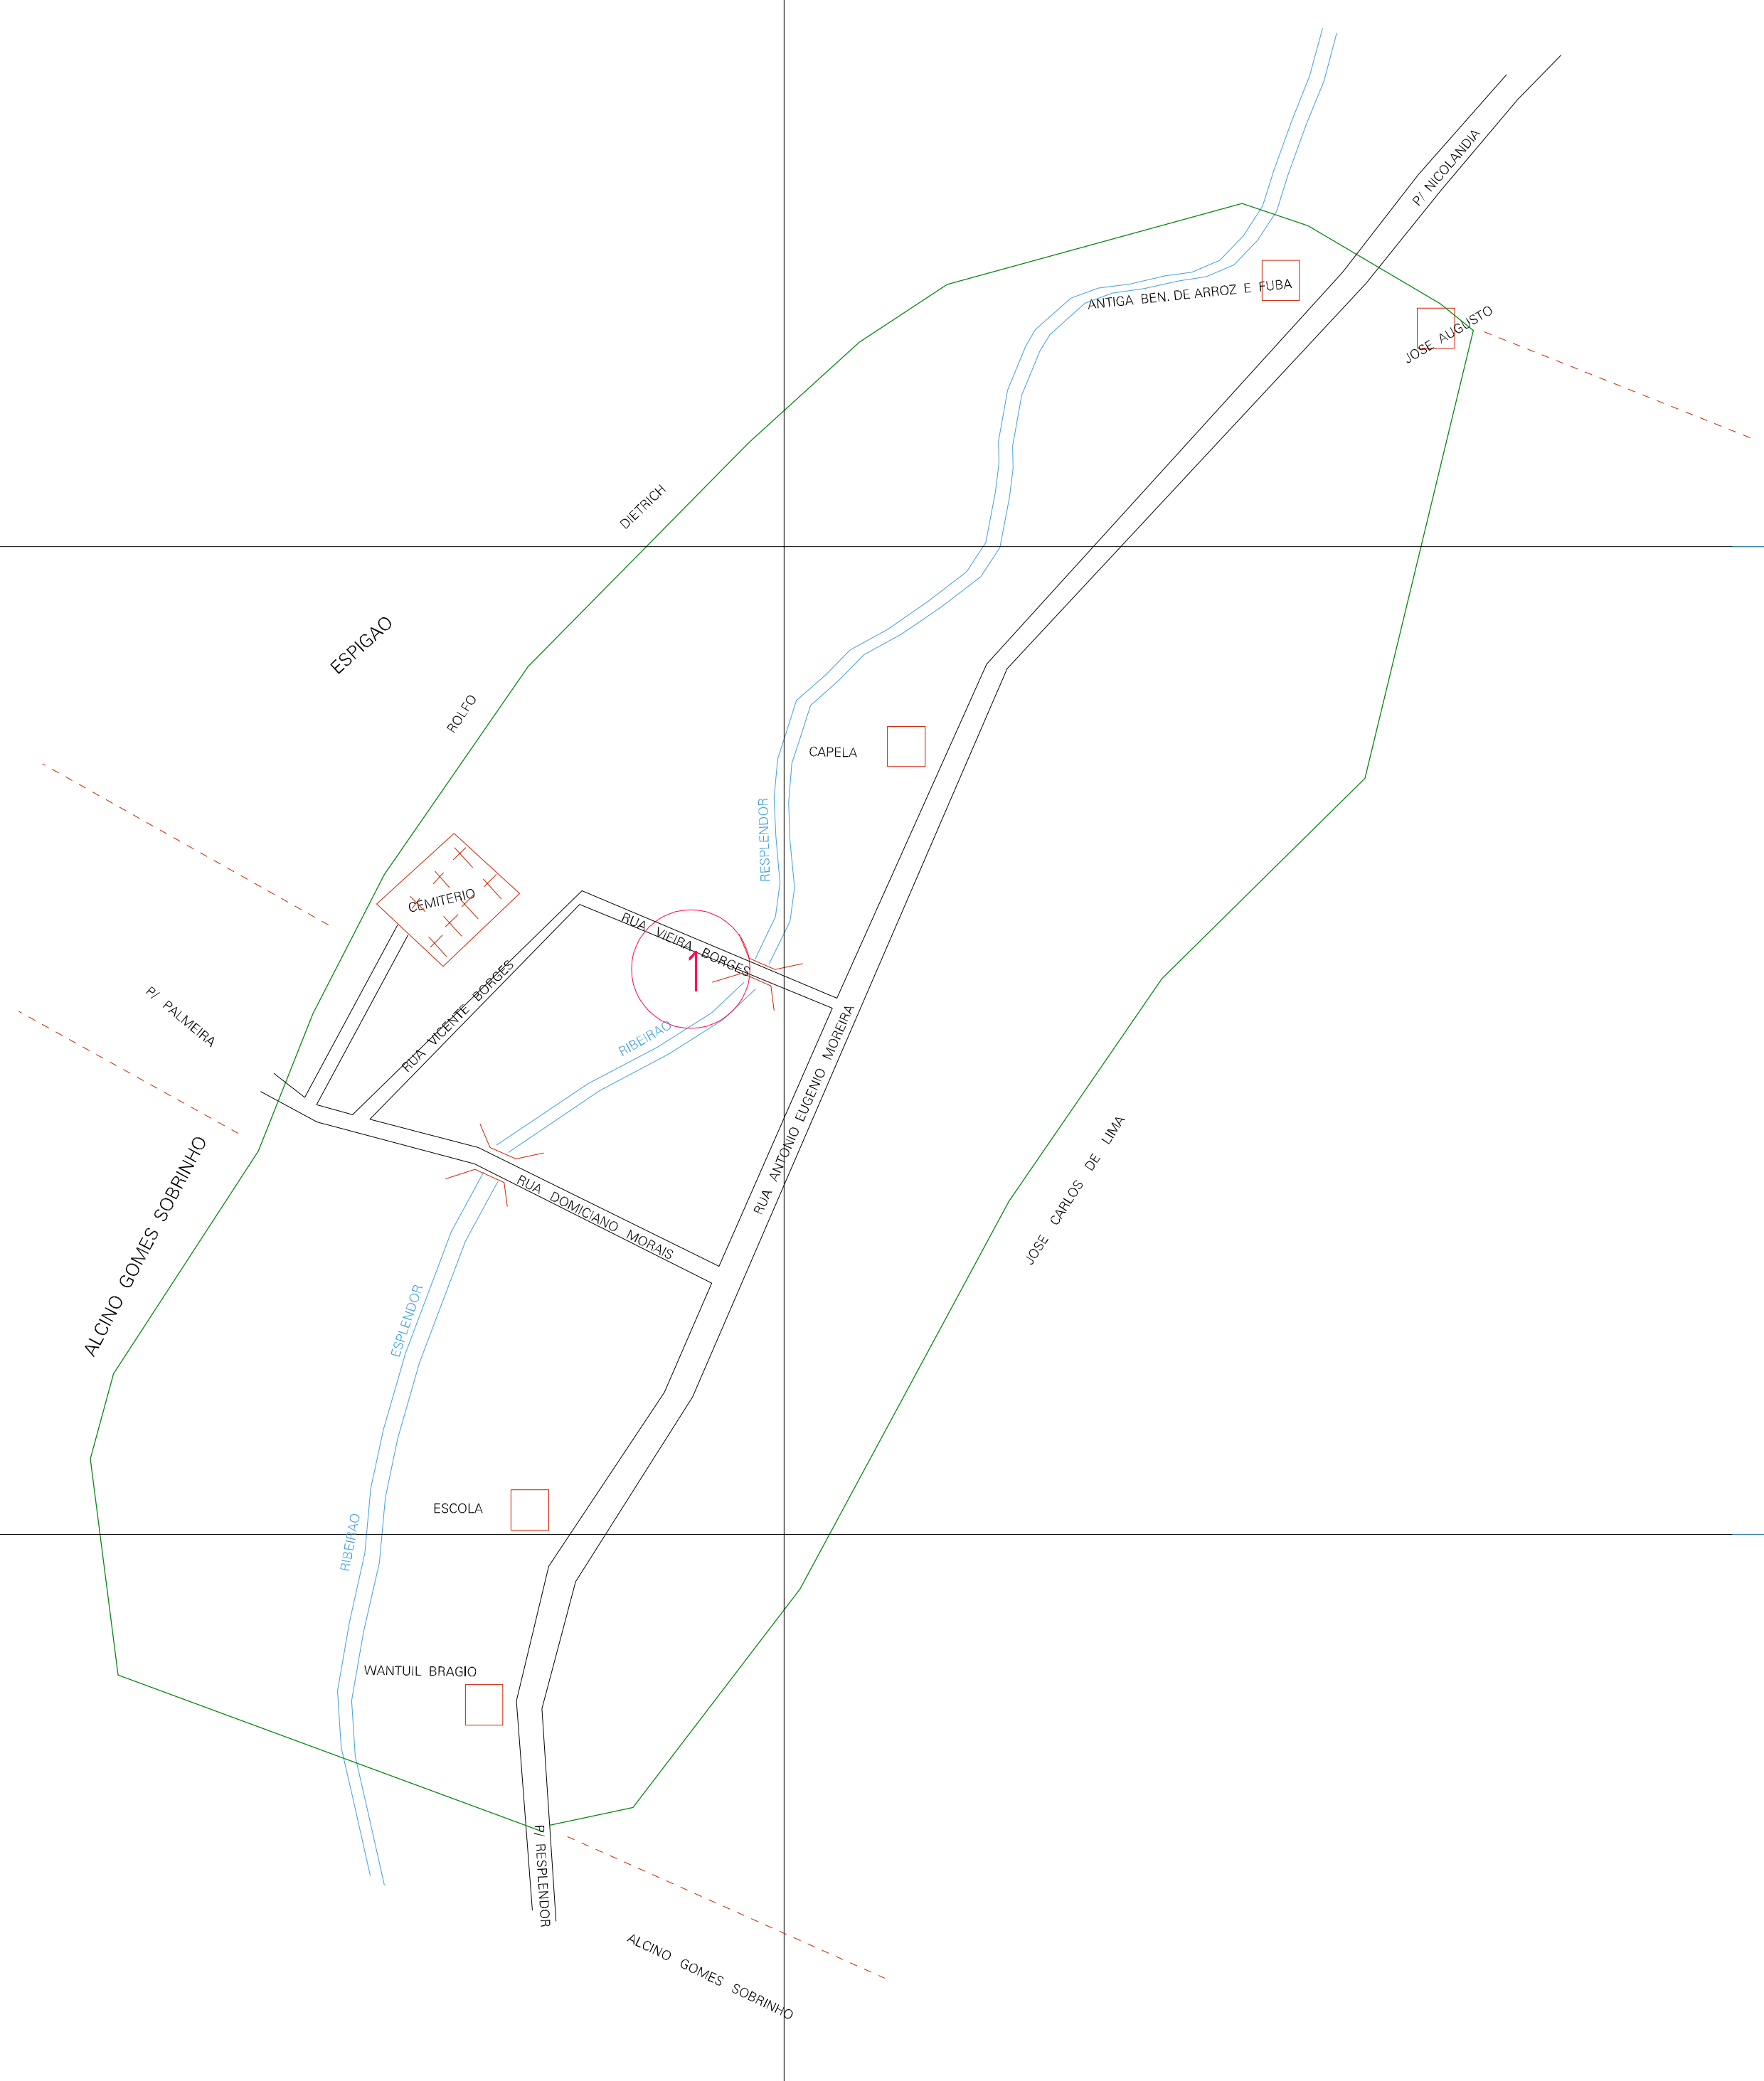 P/ NICOLANDIA
ANTIGA BEN. DE ARROZ E FUBA
JOSE AUGUSTO
DIETRICH
ESPIGAO
ROLFO
CAPELA
RESPLENDOR
CEMITERIO
RUA VIEIRA BORGES
1
RUA VICENTE BORGES
P/ PALMEIRA
RIBEIRAO
RUA ANTONIO EUGENIO MOREIRA
JOSE CARLOS DE LIMA
ALCINO GOMES SOBRINHO
RUA DOMICIANO MORAIS
ESPLENDOR
ESCOLA
RIBEIRAO
WANTUIL BRAGIO
P/ RESPLENDOR
ALCINO GOMES SOBRINHO